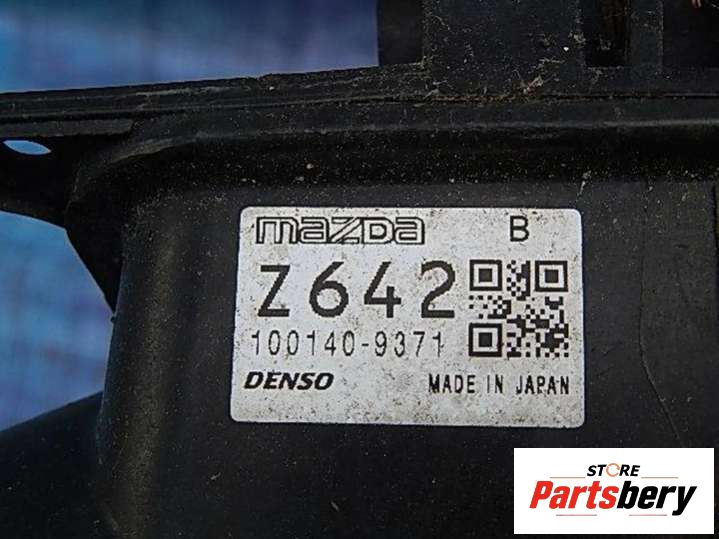 mazda B
Z642
100140-9371
DENSO MADE IN JAPAN
STORE
Partsbery